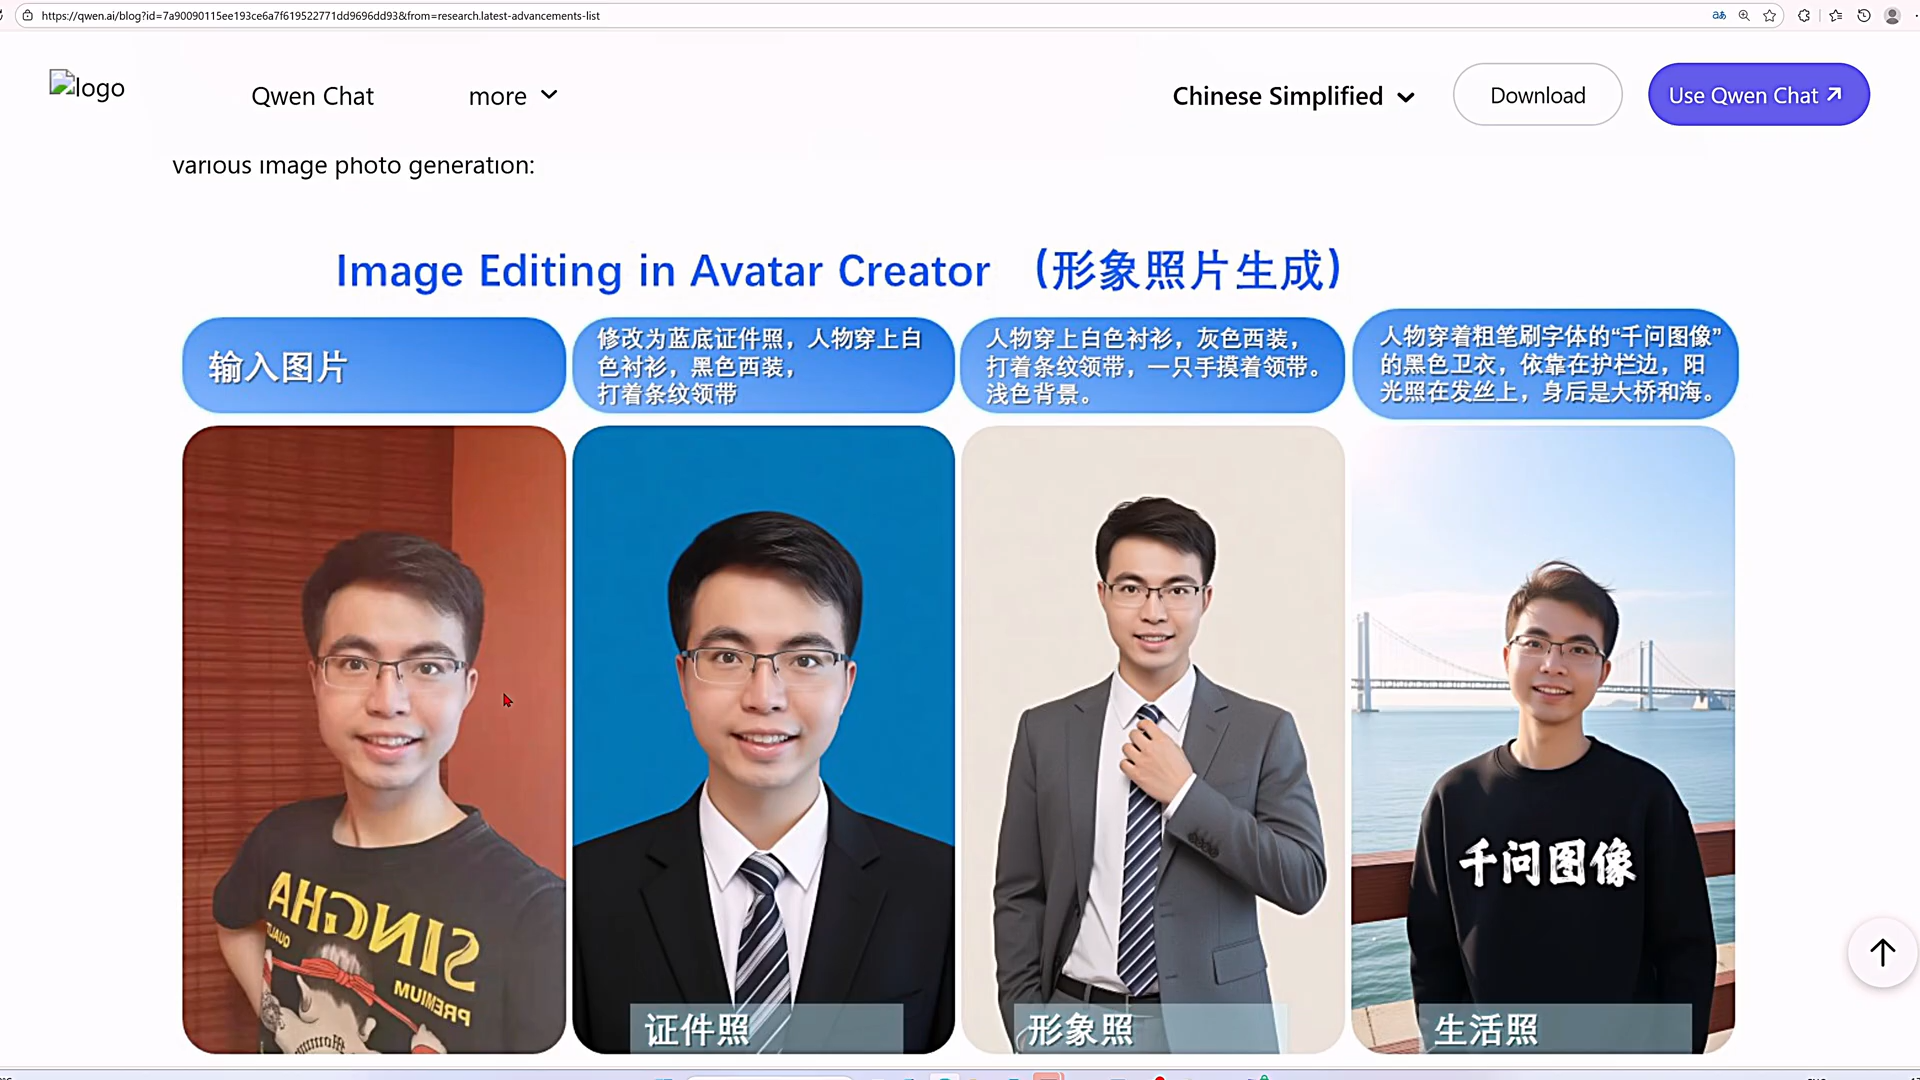 https://qwen.ai/blog?id=7a90090115ee193ce6a7f619522771dd9696dd93&from=research.latest-advancements-list
logo
Qwen Chat
more
Chinese Simplified
Download
Use Qwen Chat
various image photo generation:
Image Editing in Avatar Creator （形象照片生成）
输入图片
修改为蓝底证件照，人物穿上白
色衬衫，黑色西装，
打着条纹领带
人物穿上白色衬衫，灰色西装，
打着条纹领带，一只手摸着领带。
浅色背景。
人物穿着粗笔刷字体的“千问图像”
的黑色卫衣，依靠在护栏边，阳
光照在发丝上，身后是大桥和海。
SINGHA
PREMIUM
千问图像
证件照
形象照
生活照